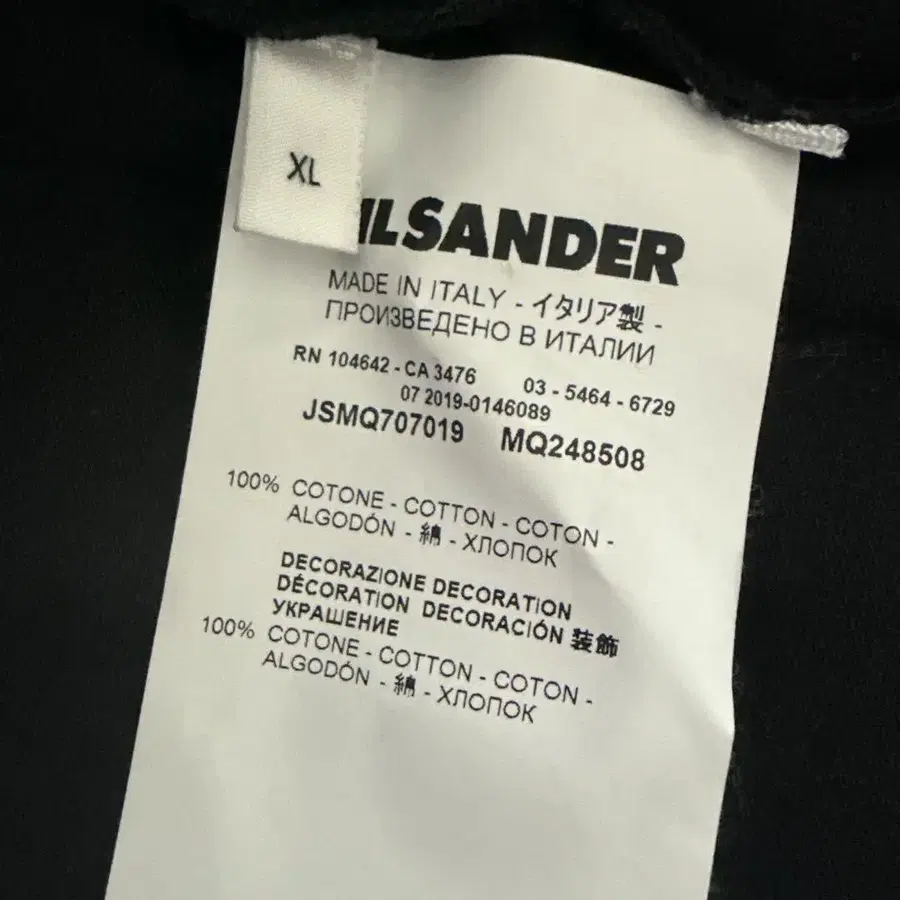 XL
JILSANDER
MADE IN ITALY - イタリア製 -
ПРОИЗВЕДЕНО В ИТАЛИИ
RN 104642 - CA 3476 03 - 5464 - 6729
07 2019-0146089
JSMQ707019 MQ248508
100% COTONE - COTTON - COTON -
ALGODÓN - 綿 - ХЛОПОК
DECORAZIONE DECORATION
DÉCORATION DECORACIÓN 装飾
УКРАШЕНИЕ
100% COTONE - COTTON - COTON -
ALGODÓN - 綿 - ХЛОПОК